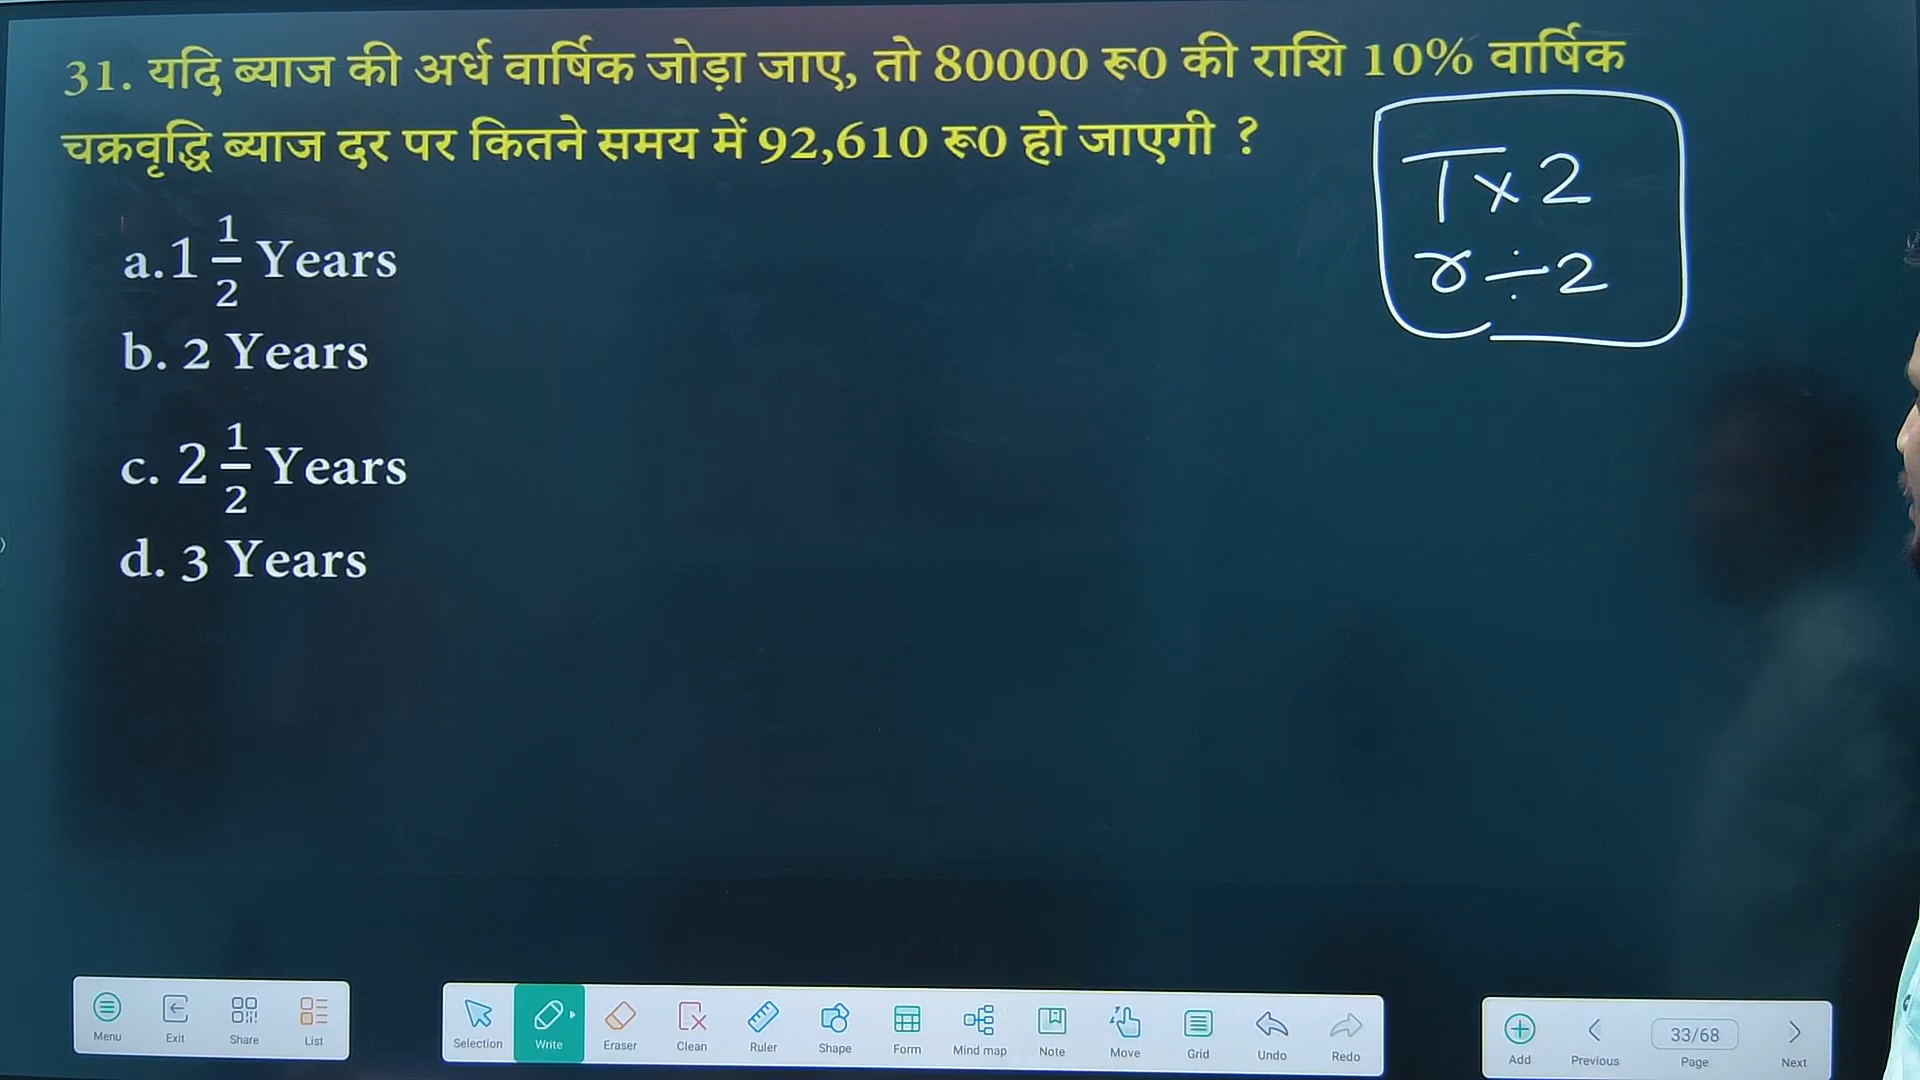 31. यदि ब्याज की अर्ध वार्षिक जोड़ा जाए, तो 80000 रू0 की राशि 10% वार्षिक
चक्रवृद्धि ब्याज दर पर कितने समय में 92,610 रू0 हो जाएगी ?
T×2
r÷2
a.1 1/2 Years
b. 2 Years
c. 2 1/2 Years
d. 3 Years
Menu Exit Share List Selection Write Eraser Clean Ruler Shape Form Mind map Note Move Grid Undo Redo Add Previous 33/68 Page Next